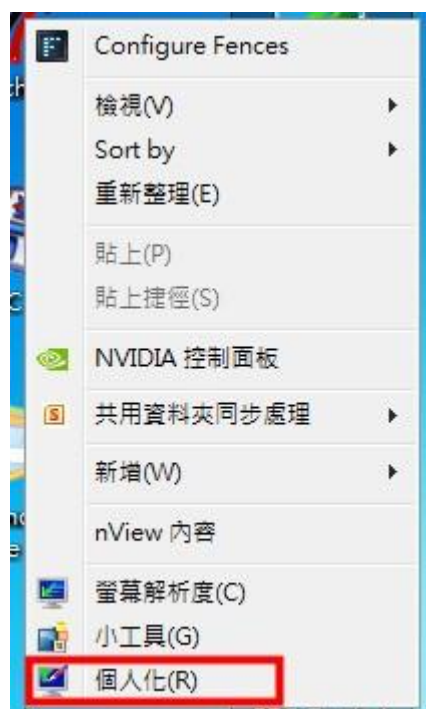 Configure Fences
檢視(V)
Sort by
重新整理(E)
貼上(P)
貼上捷徑(S)
NVIDIA 控制面板
共用資料夾同步處理
新增(W)
nView 內容
螢幕解析度(C)
小工具(G)
個人化(R)